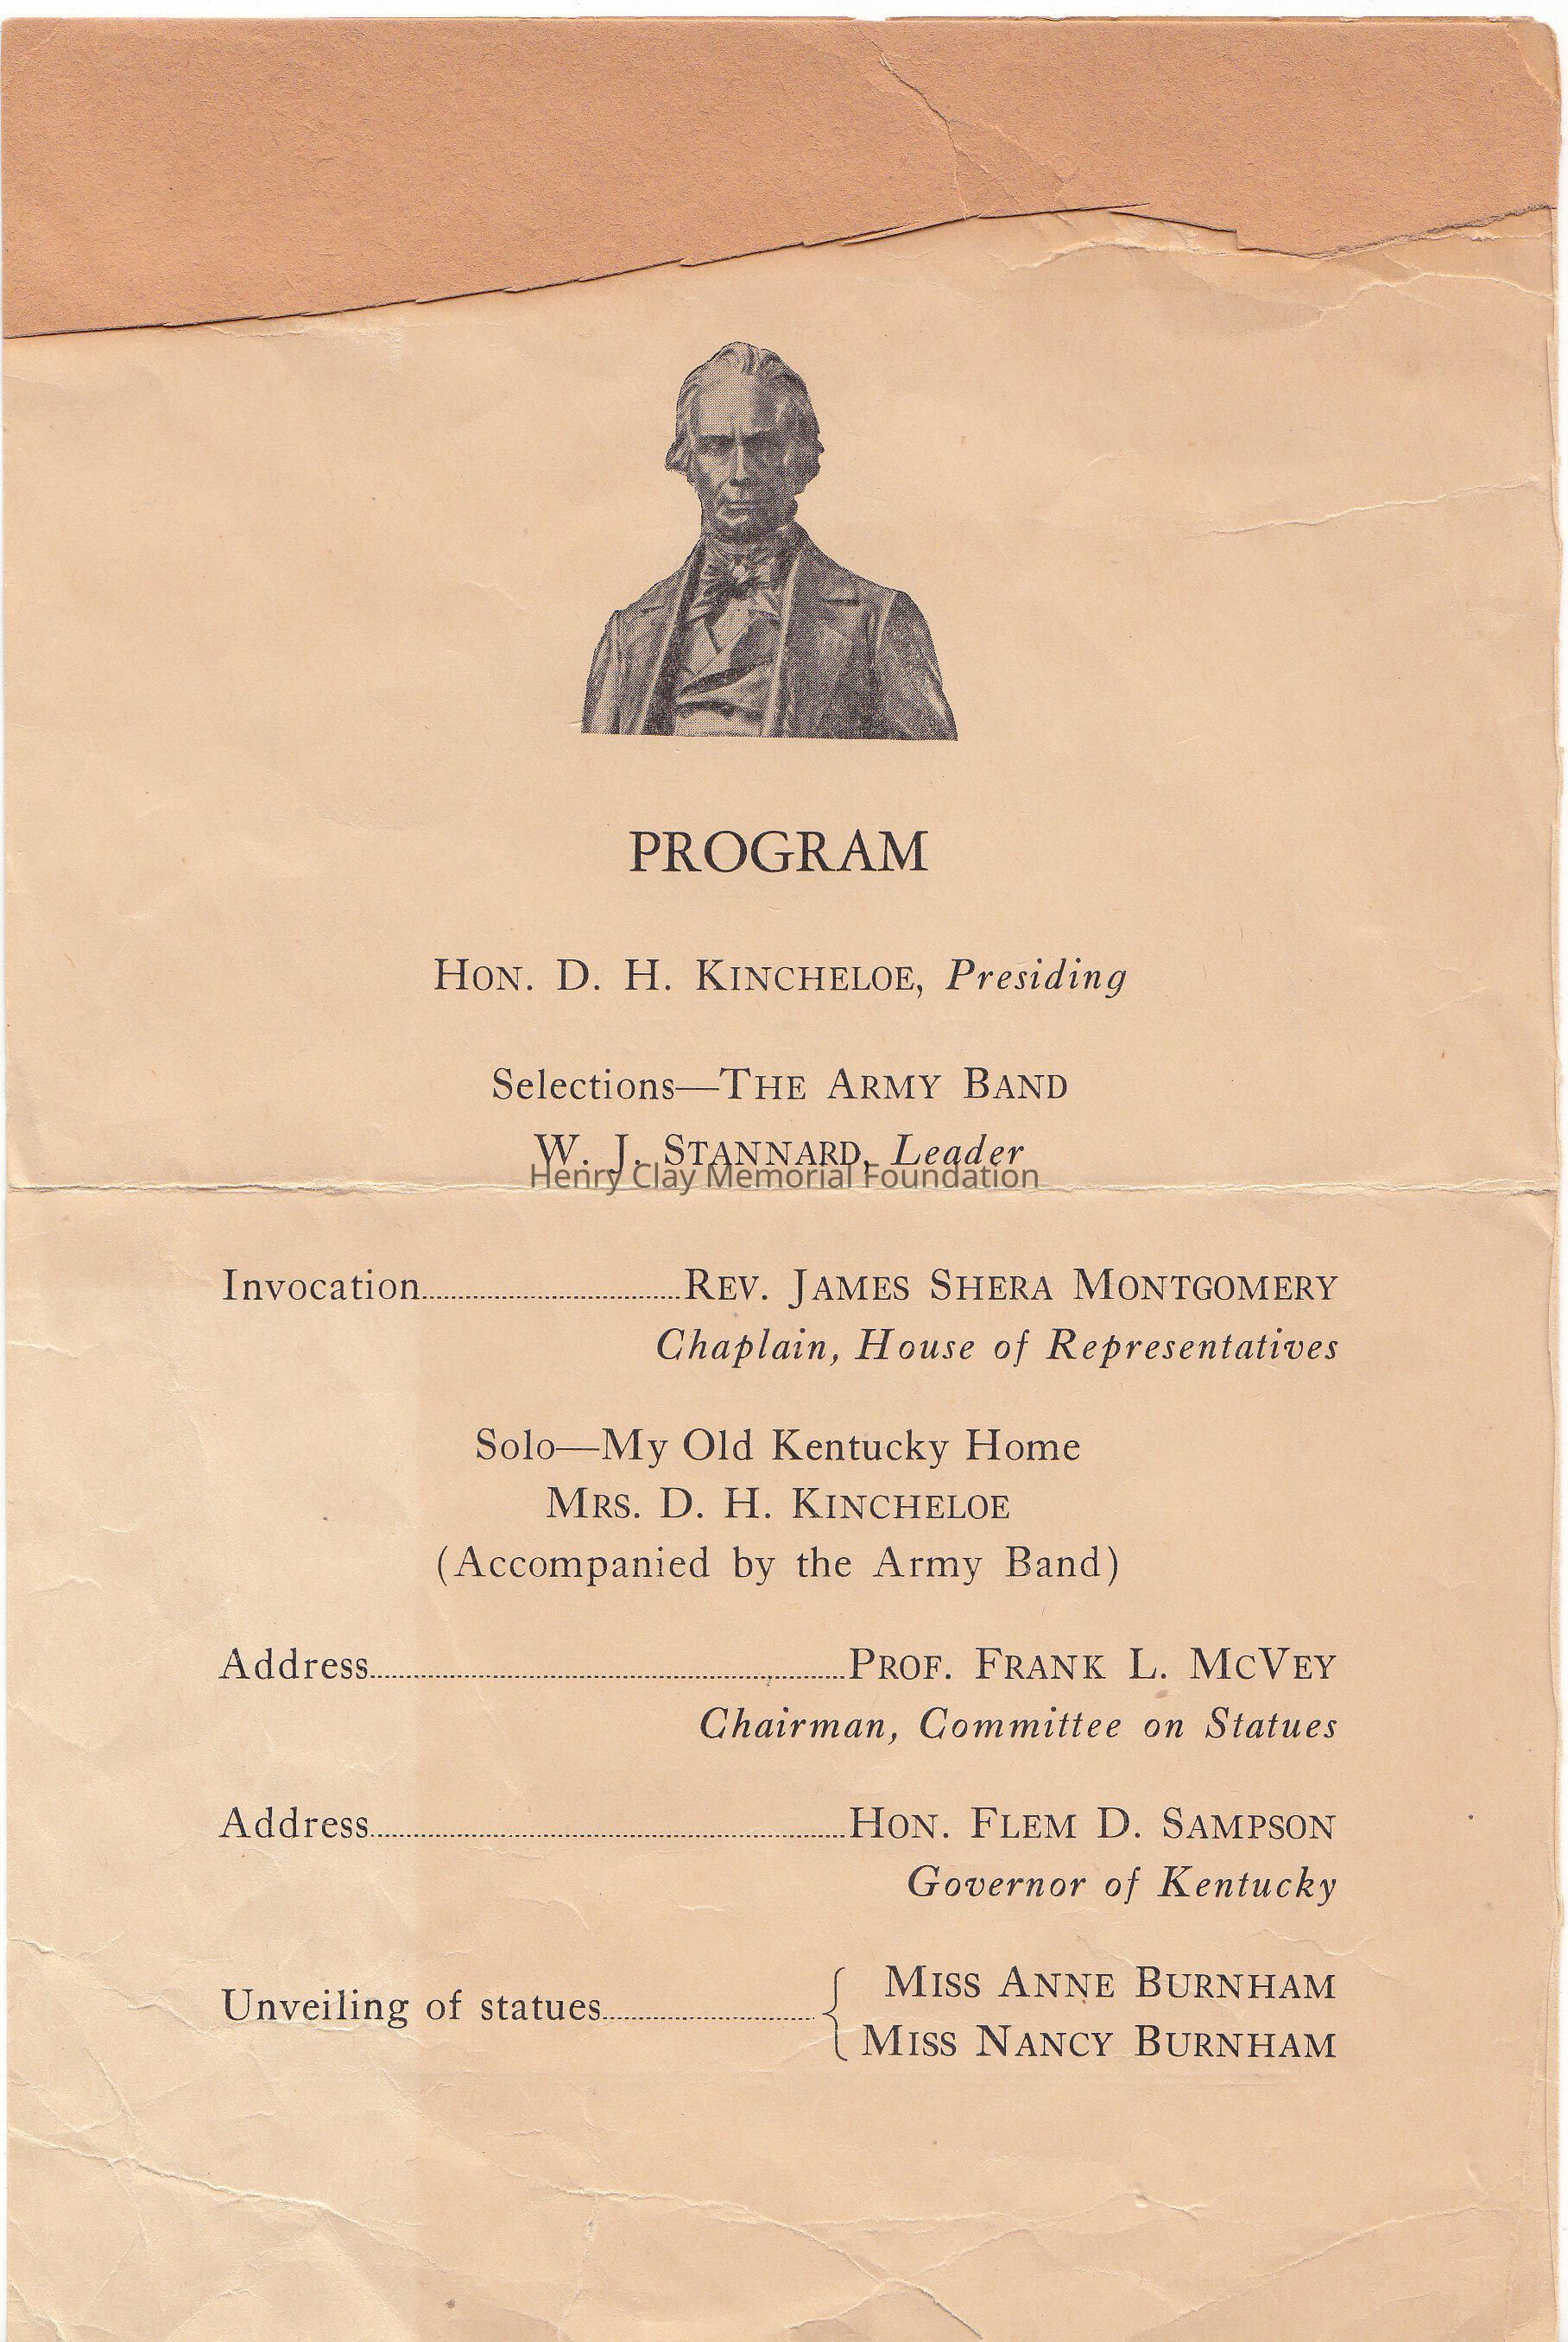 PROGRAM
HON. D. H. KINCHELOE, Presiding
Selections—THE ARMY BAND
W. J. STANNARD, Leader
Henry Clay Memorial Foundation
Invocation........................................REV. JAMES SHERA MONTGOMERY
Chaplain, House of Representatives
Solo—My Old Kentucky Home
MRS. D. H. KINCHELOE
(Accompanied by the Army Band)
Address........................................PROF. FRANK L. MCVEY
Chairman, Committee on Statues
Address........................................HON. FLEM D. SAMPSON
Governor of Kentucky
MISS ANNE BURNHAM
Unveiling of statues........................................{
MISS NANCY BURNHAM